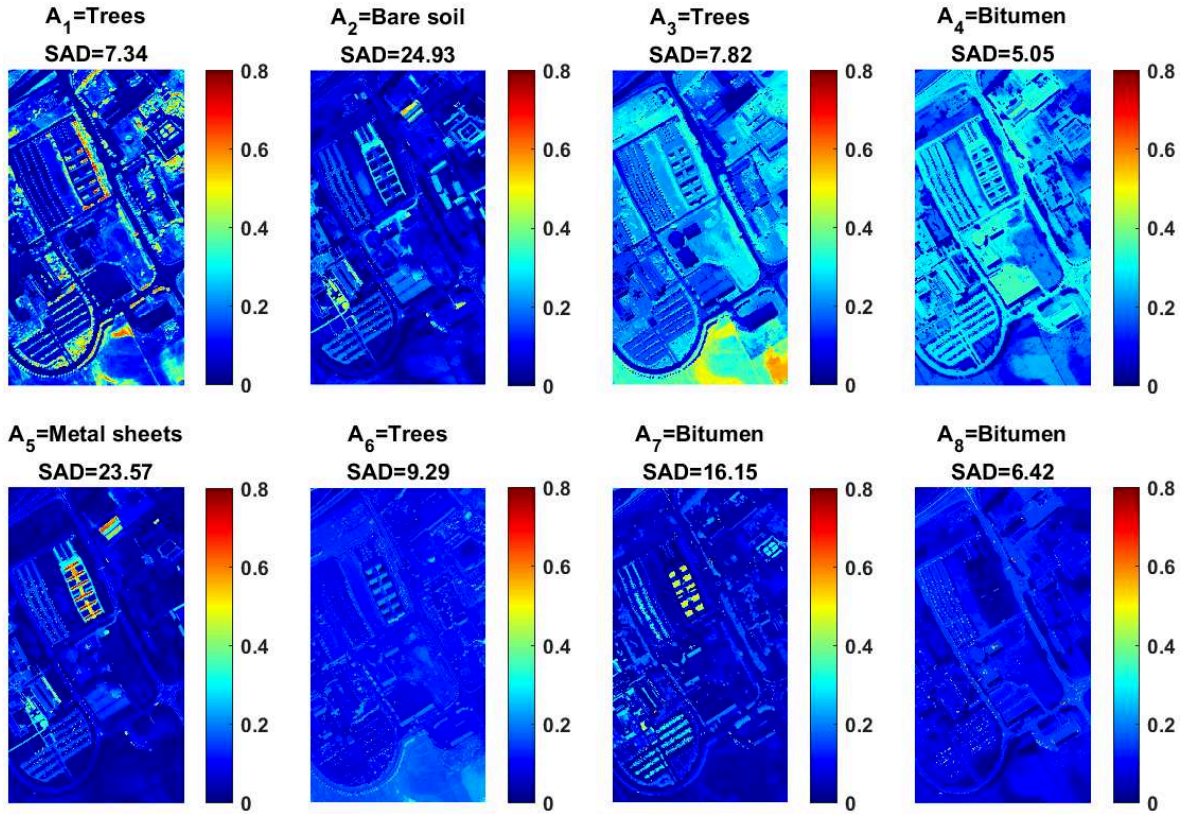 A1=Trees
SAD=7.34
0.8
0.6
0.4
0.2
0
A2=Bare soil
SAD=24.93
0.8
0.6
0.4
0.2
0
A3=Trees
SAD=7.82
0.8
0.6
0.4
0.2
0
A4=Bitumen
SAD=5.05
0.8
0.6
0.4
0.2
0
A5=Metal sheets
SAD=23.57
0.8
0.6
0.4
0.2
0
A6=Trees
SAD=9.29
0.8
0.6
0.4
0.2
0
A7=Bitumen
SAD=16.15
0.8
0.6
0.4
0.2
0
A8=Bitumen
SAD=6.42
0.8
0.6
0.4
0.2
0